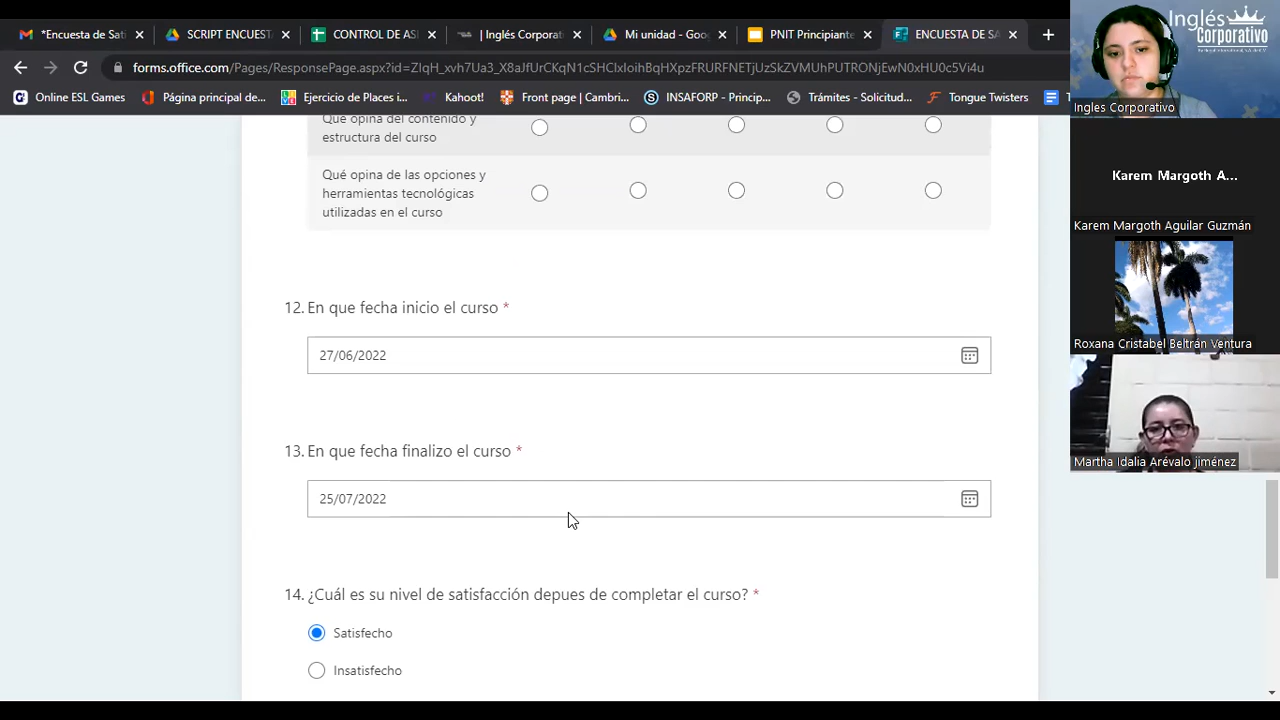 *Encuesta de Sati
SCRIPT ENCUEST
CONTROL DE AS
| Inglés Corporat
Mi unidad - Goog
PNIT Principiante
ENCUESTA DE SA
forms.office.com/Pages/ResponsePage.aspx?id=
Online ESL Games
Página principal de...
Ejercicio de Places i...
Kahoot!
Front page | Cambri...
INSAFORP - Princip...
Trámites - Solicitud...
Tongue Twisters
Qué opina del contenido y
estructura del curso
Qué opina de las opciones y
herramientas tecnológicas
utilizadas en el curso
12. En que fecha inicio el curso *
27/06/2022
13. En que fecha finalizo el curso *
25/07/2022
14. ¿Cuál es su nivel de satisfacción depues de completar el curso? *
Satisfecho
Insatisfecho
Inglés
Corporativo
Ingles Corporativo
Karem Margoth A...
Karem Margoth Aguilar Guzmán
Roxana Cristabel Beltrán Ventura
Martha Idalia Arévalo jiménez